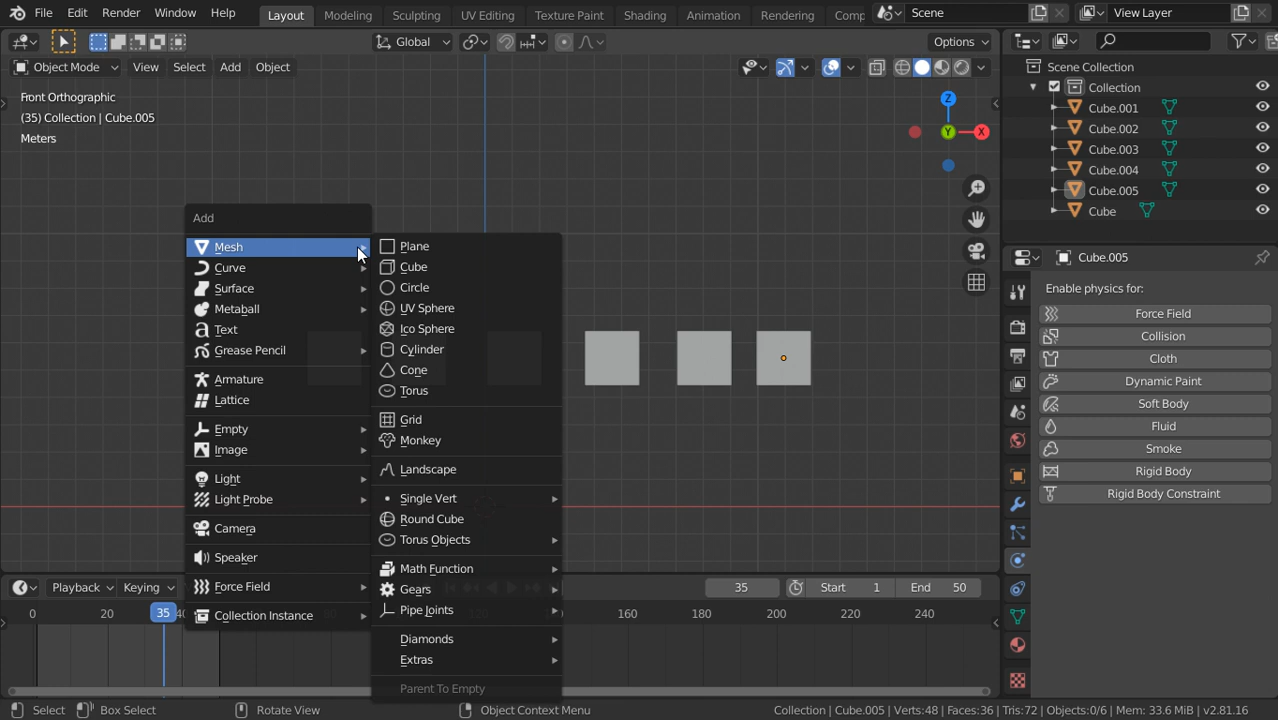 File Edit Render Window Help Layout Modeling Sculpting UV Editing Texture Paint Shading Animation Rendering Comp Scene View Layer
Global Options
Object Mode View Select Add Object
Front Orthographic
(35) Collection | Cube.005
Meters
Z
Y
X
Add
Mesh
Curve
Surface
Metaball
Text
Grease Pencil
Armature
Lattice
Empty
Image
Light
Light Probe
Camera
Speaker
Force Field
Collection Instance
Plane
Cube
Circle
UV Sphere
Ico Sphere
Cylinder
Cone
Torus
Grid
Monkey
Landscape
Single Vert
Round Cube
Torus Objects
Math Function
Gears
Pipe Joints
Diamonds
Extras
Parent To Empty
Scene Collection
Collection
Cube.001
Cube.002
Cube.003
Cube.004
Cube.005
Cube
Cube.005
Enable physics for:
Force Field
Collision
Cloth
Dynamic Paint
Soft Body
Fluid
Smoke
Rigid Body
Rigid Body Constraint
Playback Keying 35 Start 1 End 50
0 20 35 160 180 200 220 240
Select Box Select Rotate View Object Context Menu Collection | Cube.005 | Verts:48 | Faces:36 | Tris:72 | Objects:0/6 | Mem: 33.6 MiB | v2.81.16